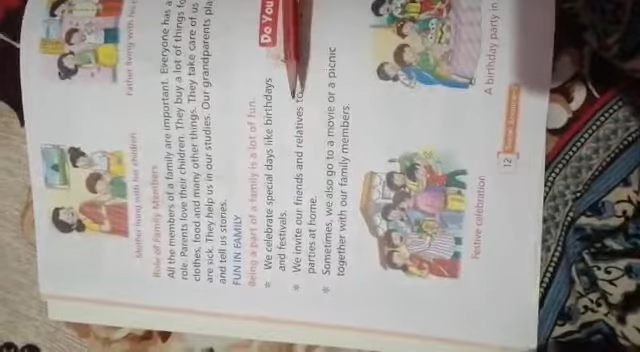 Mother living with her children
Father living with his
Role of Family Members
All the members of a family are important. Everyone has a
role. Parents love their children. They buy a lot of things
clothes, food and many other things. They take care of us
are sick. They help us in our studies. Our grandparents
and tell us stories.
FUN IN FAMILY
Being a part of a family is a lot of fun.
Do You
* We celebrate special days like birthdays
and festivals.
* We invite our friends and relatives to
parties at home.
* Sometimes, we also go to a movie or a picnic
together with our family members.
Festive celebration
A birthday party in
12